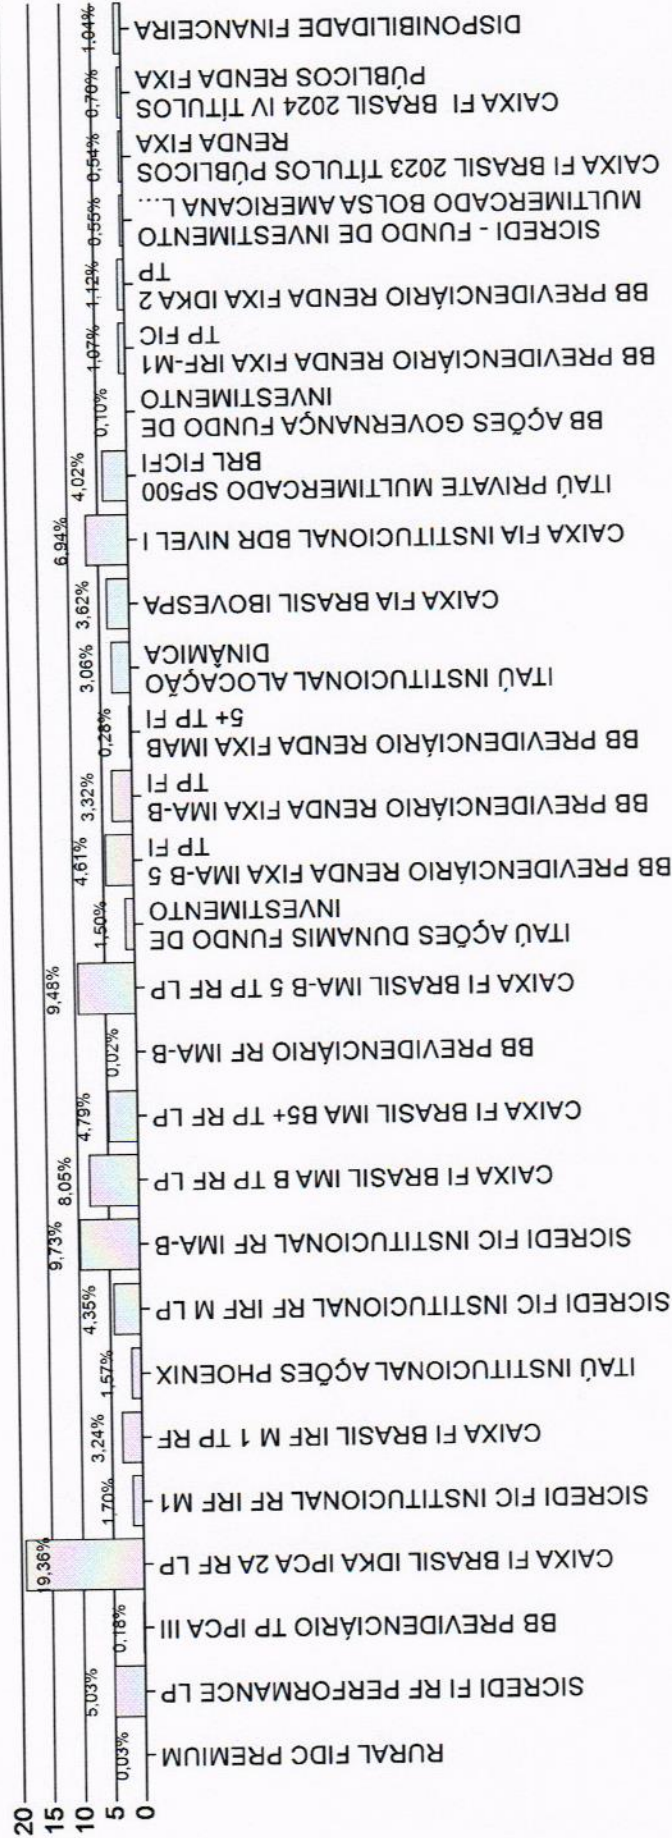 20
15
10
5
0
0,03%
5,03%
0,18%
19,36%
1,70%
3,24%
1,57%
4,35%
9,73%
8,05%
4,79%
0,02%
9,48%
1,50%
4,61%
3,32%
0,28%
3,06%
3,62%
6,94%
4,02%
0,10%
1,07%
1,12%
0,55%
0,54%
0,70%
1,04%
RURAL FIDC PREMIUM
SICREDI FI RF PERFORMANCE LP
BB PREVIDENCIÁRIO TP IPCA III
CAIXA FI BRASIL IDKA IPCA 2A RF LP
SICREDI FIC INSTITUCIONAL RF IRF M1
CAIXA FI BRASIL IRF M 1 TP RF
ITAÚ INSTITUCIONAL AÇÕES PHOENIX
SICREDI FIC INSTITUCIONAL RF IRF M LP
SICREDI FIC INSTITUCIONAL RF IMA-B
CAIXA FI BRASIL IMA B TP RF LP
CAIXA FI BRASIL IMA B5+ TP RF LP
BB PREVIDENCIÁRIO RF IMA-B
CAIXA FI BRASIL IMA-B 5 TP RF LP
ITAÚ AÇÕES DUNAMIS FUNDO DE
INVESTIMENTO
BB PREVIDENCIÁRIO RENDA FIXA IMA-B 5
TP FI
BB PREVIDENCIÁRIO RENDA FIXA IMA-B
TP FI
BB PREVIDENCIÁRIO RENDA FIXA IMAB
5+ TP FI
ITAÚ INSTITUCIONAL ALOCAÇÃO
DINÂMICA
CAIXA FIA BRASIL IBOVESPA
CAIXA FIA INSTITUCIONAL BDR NIVEL I
ITAÚ PRIVATE MULTIMERCADO SP500
BRL FICFI
BB AÇÕES GOVERNANÇA FUNDO DE
INVESTIMENTO
BB PREVIDENCIÁRIO RENDA FIXA IRF-M1
TP FIC
BB PREVIDENCIÁRIO RENDA FIXA IDKA 2
TP
SICREDI - FUNDO DE INVESTIMENTO
MULTIMERCADO BOLSA AMERICANA L....
CAIXA FI BRASIL 2023 TÍTULOS PÚBLICOS
RENDA FIXA
CAIXA FI BRASIL 2024 IV TÍTULOS
PÚBLICOS RENDA FIXA
DISPONIBILIDADE FINANCEIRA